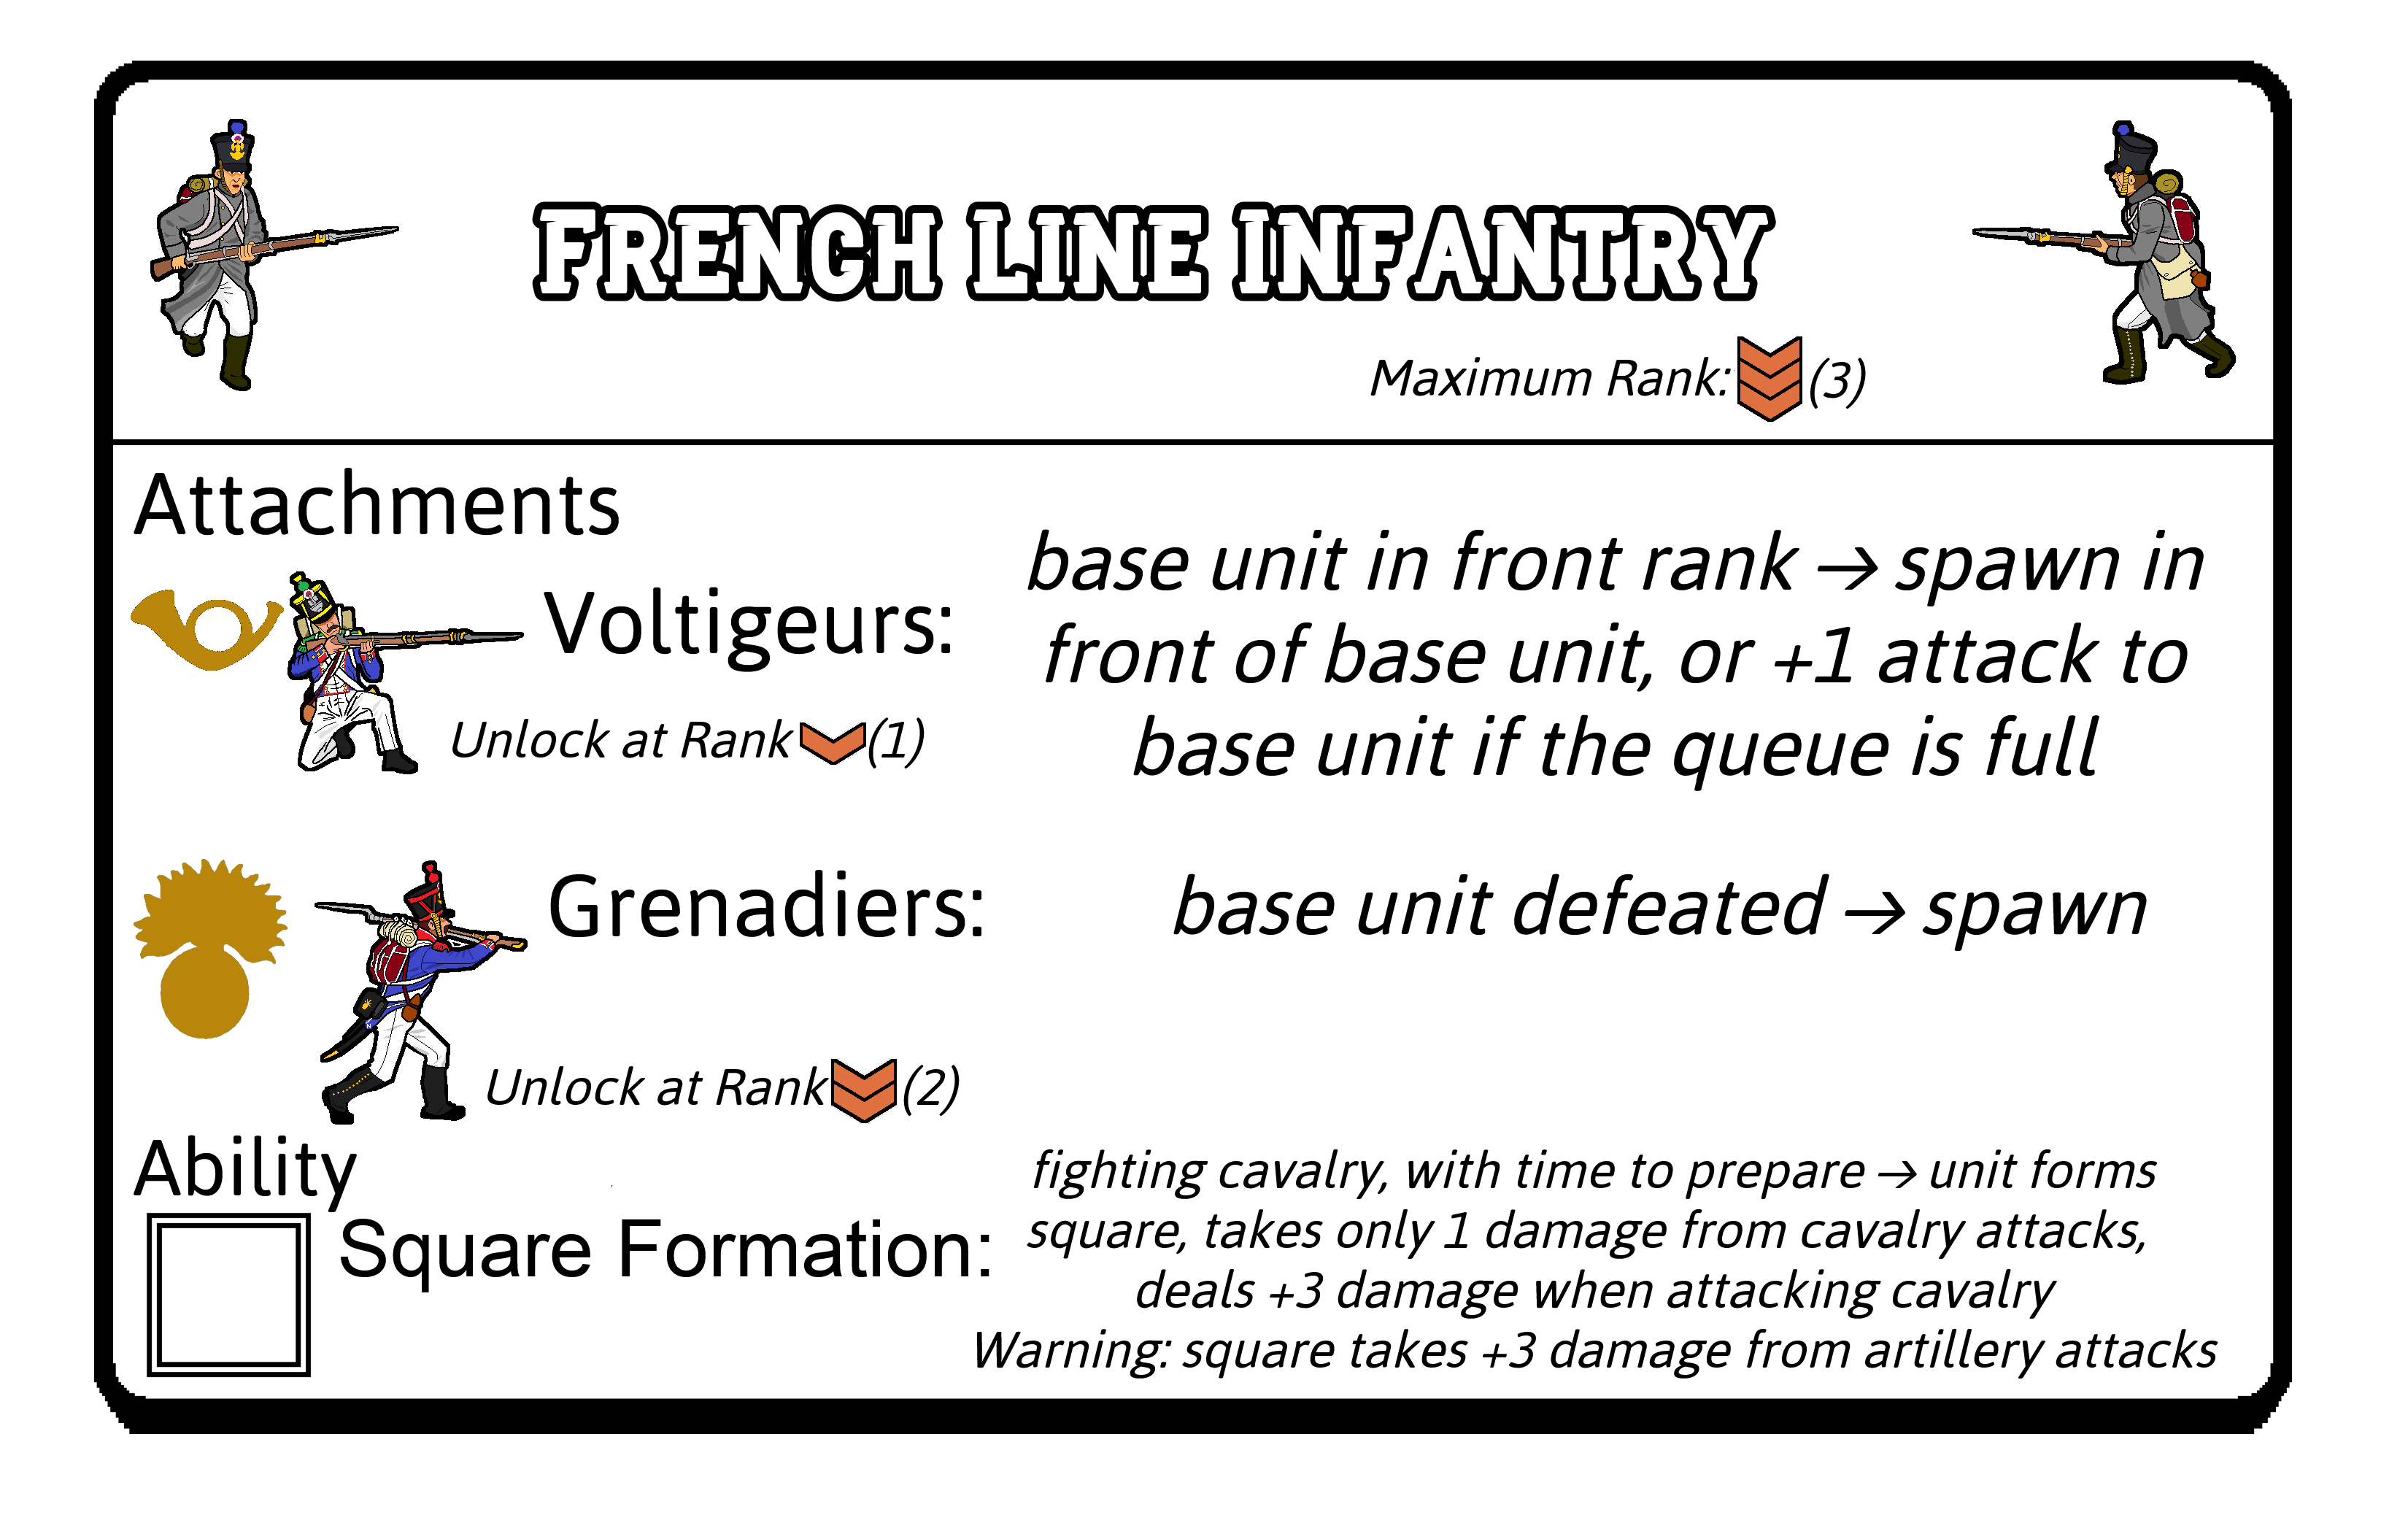 French Line Infantry
Maximum Rank: (3)
Attachments
Voltigeurs:
Unlock at Rank (1)
base unit in front rank → spawn in
front of base unit, or +1 attack to
base unit if the queue is full
Grenadiers:
Unlock at Rank (2)
base unit defeated → spawn
Ability
Square Formation:
fighting cavalry, with time to prepare → unit forms
square, takes only 1 damage from cavalry attacks,
deals +3 damage when attacking cavalry
Warning: square takes +3 damage from artillery attacks